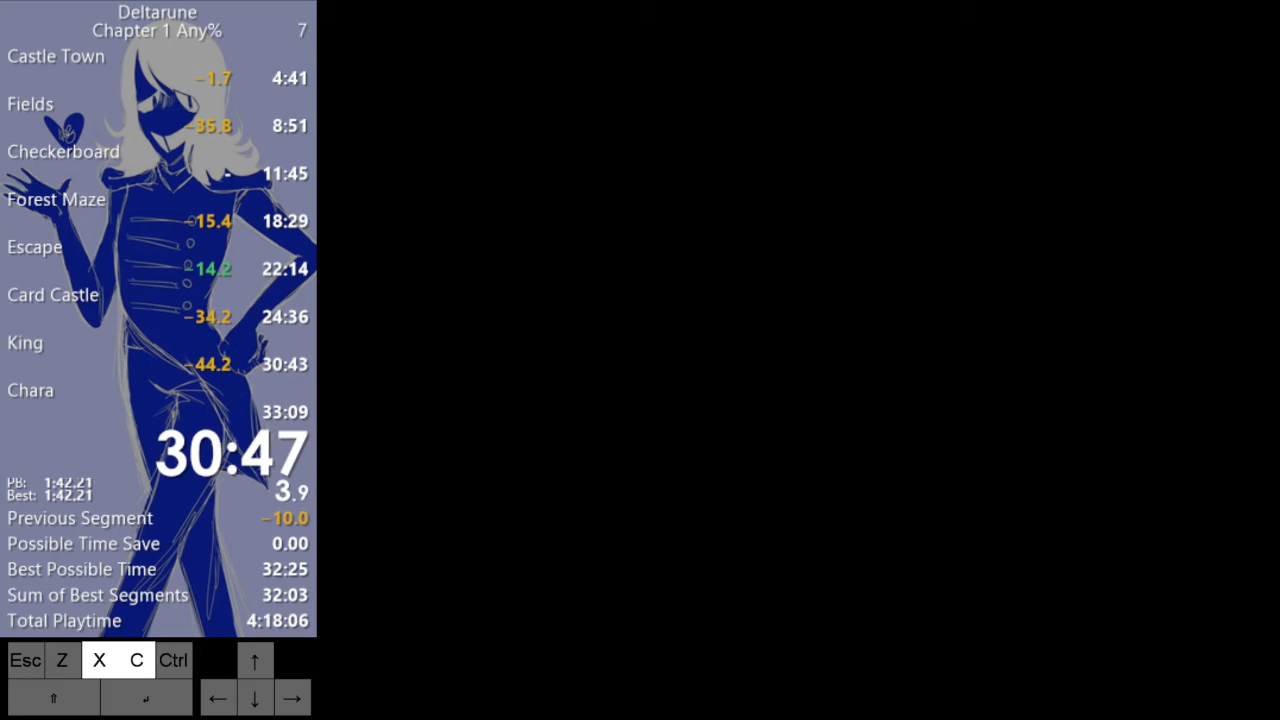 Deltarune
Chapter 1 Any% 7
Castle Town
-1.7 4:41
Fields
-35.8 8:51
Checkerboard
- 11:45
Forest Maze
-15.4 18:29
Escape
-14.2 22:14
Card Castle
-34.2 24:36
King
-44.2 30:43
Chara
33:09
30:47
PB: 1:42.21
Best: 1:42.21
3.9
Previous Segment -10.0
Possible Time Save 0.00
Best Possible Time 32:25
Sum of Best Segments 32:03
Total Playtime 4:18:06
Esc Z X C Ctrl ↑
⇧ ↵ ← ↓ →